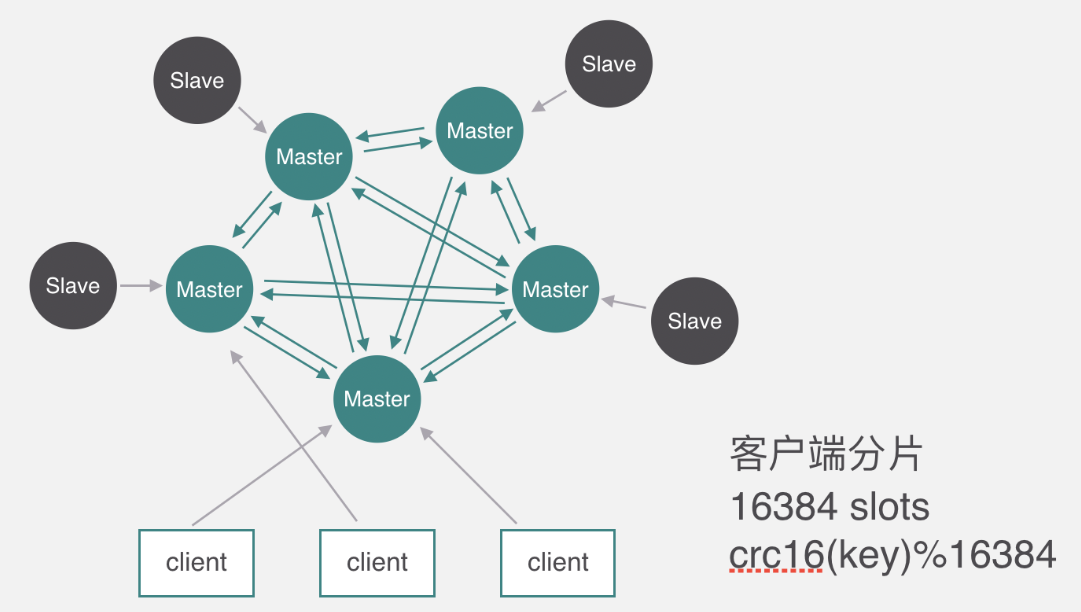 Slave
Slave
Master
Master
Slave
Master
Master
Slave
Master
client
client
client
客户端分片
16384 slots
crc16(key)%16384